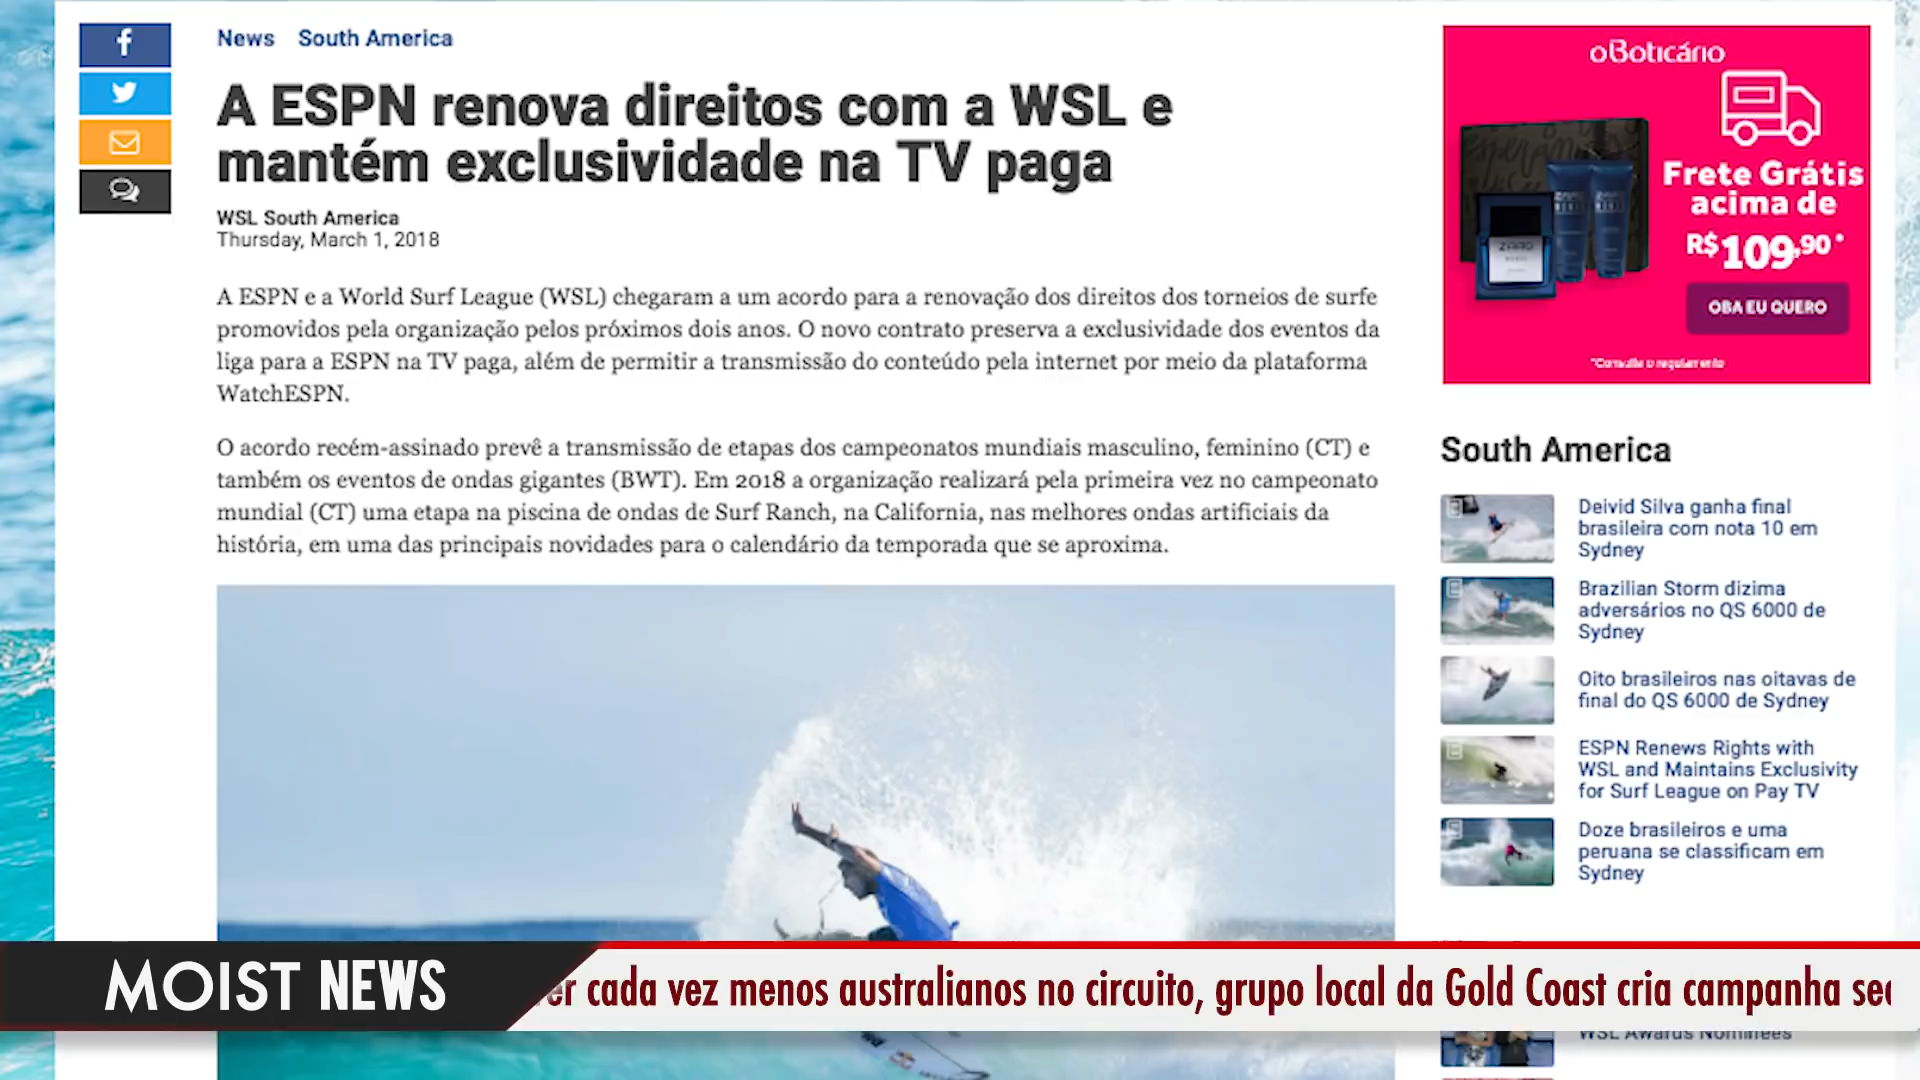 News South America
A ESPN renova direitos com a WSL e
mantém exclusividade na TV paga
WSL South America
Thursday, March 1, 2018
A ESPN e a World Surf League (WSL) chegaram a um acordo para a renovação dos direitos dos torneios de surfe
promovidos pela organização pelos próximos dois anos. O novo contrato preserva a exclusividade dos eventos da
liga para a ESPN na TV paga, além de permitir a transmissão do conteúdo pela internet por meio da plataforma
WatchESPN.
O acordo recém-assinado prevê a transmissão de etapas dos campeonatos mundiais masculino, feminino (CT) e
também os eventos de ondas gigantes (BWT). Em 2018 a organização realizará pela primeira vez no campeonato
mundial (CT) uma etapa na piscina de ondas de Surf Ranch, na California, nas melhores ondas artificiais da
história, em uma das principais novidades para o calendário da temporada que se aproxima.
oBoticário
Frete Grátis
acima de
R$109,90*
OBA EU QUERO
*Consulte o regulamento
South America
Deivid Silva ganha final
brasileira com nota 10 em
Sydney
Brazilian Storm dizima
adversários no QS 6000 de
Sydney
Oito brasileiros nas oitavas de
final do QS 6000 de Sydney
ESPN Renews Rights with
WSL and Maintains Exclusivity
for Surf League on Pay TV
Doze brasileiros e uma
peruana se classificam em
Sydney
WSL Awards Nominees
MOIST NEWS
er cada vez menos australianos no circuito, grupo local da Gold Coast cria campanha sec